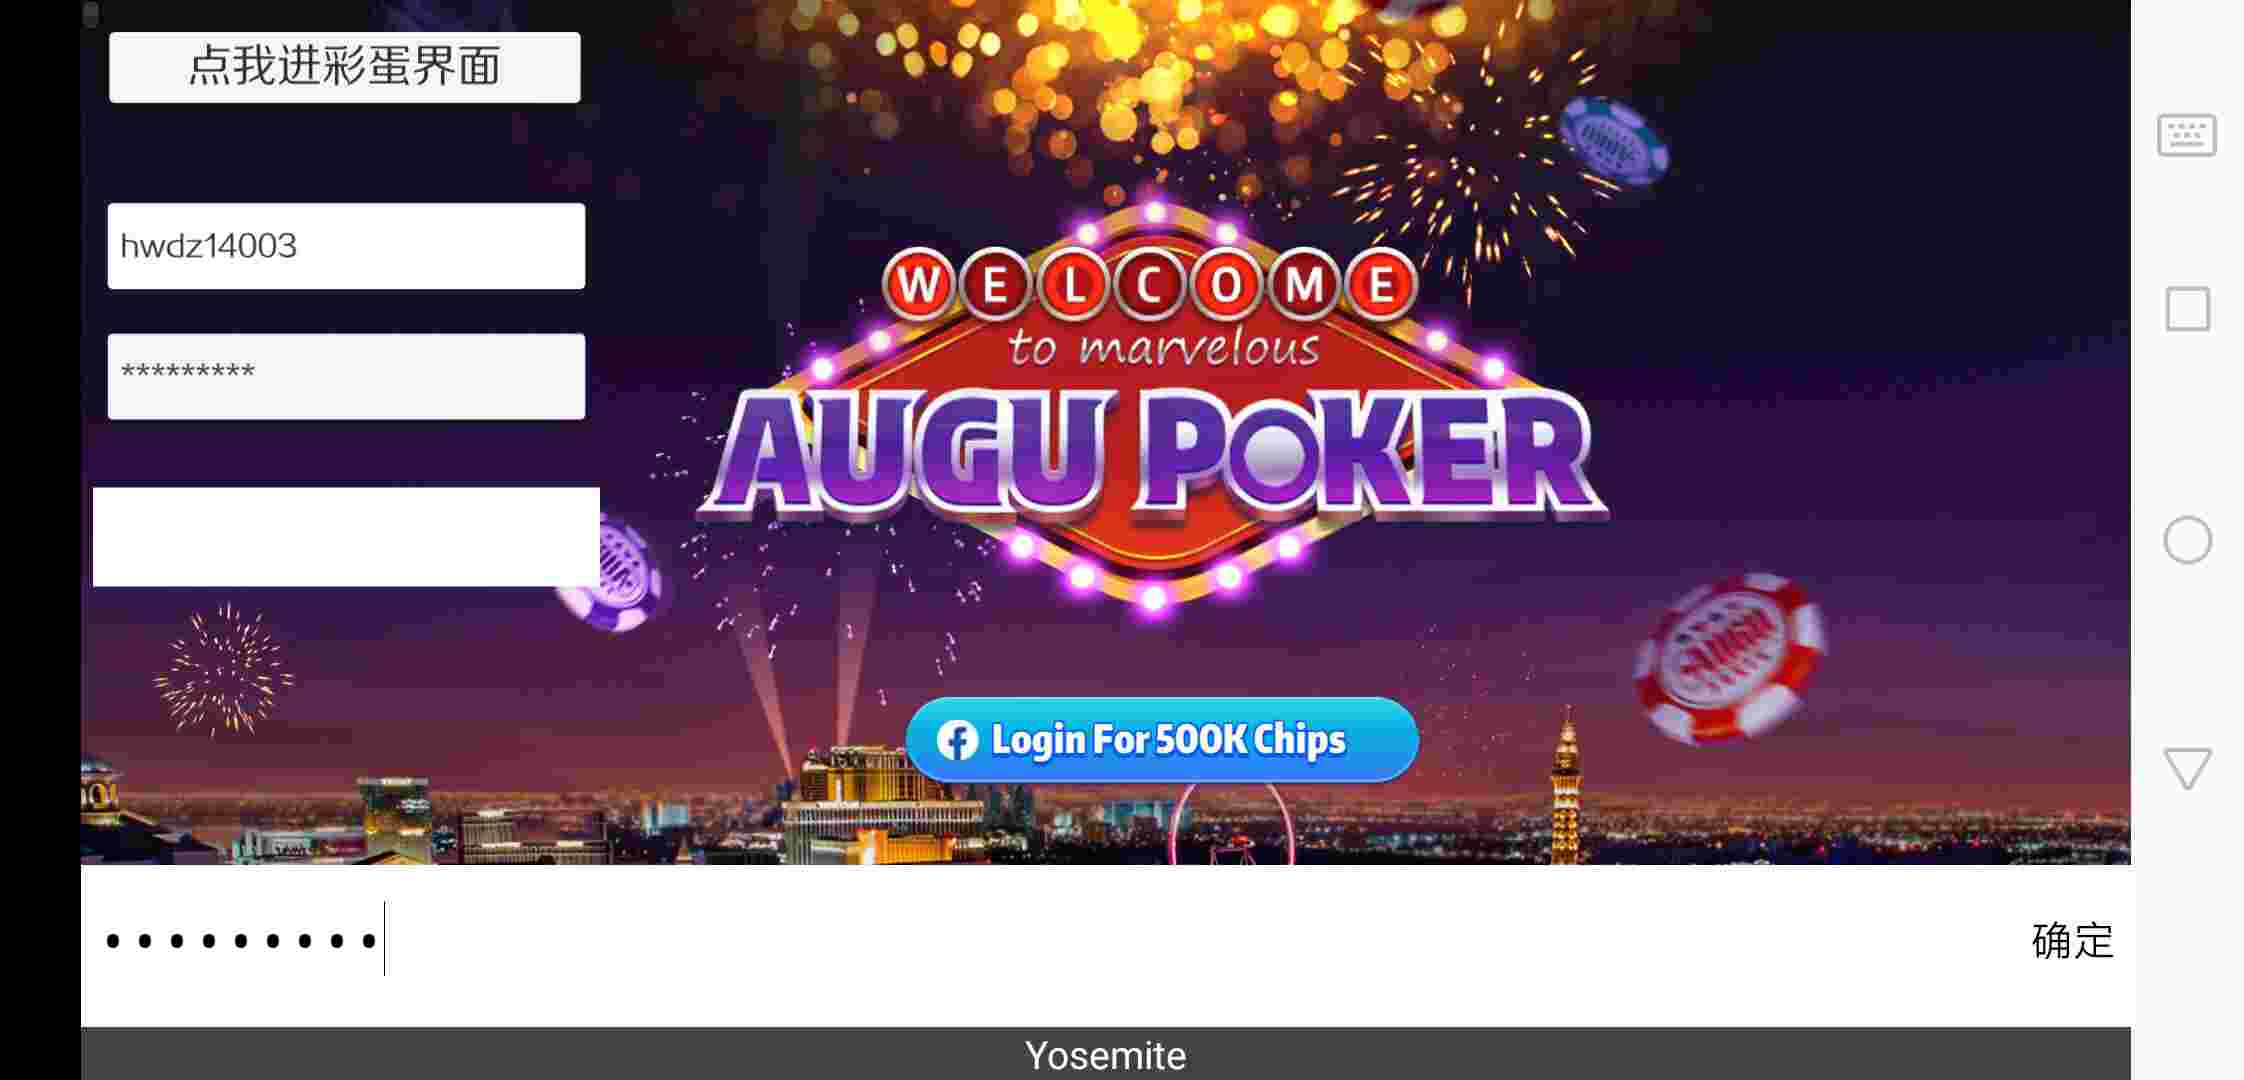 点我进彩蛋界面
hwdz14003
*********
WELCOME
to marvelous
AUGU POKER
Login For 500K Chips
•••••••••
确定
Yosemite